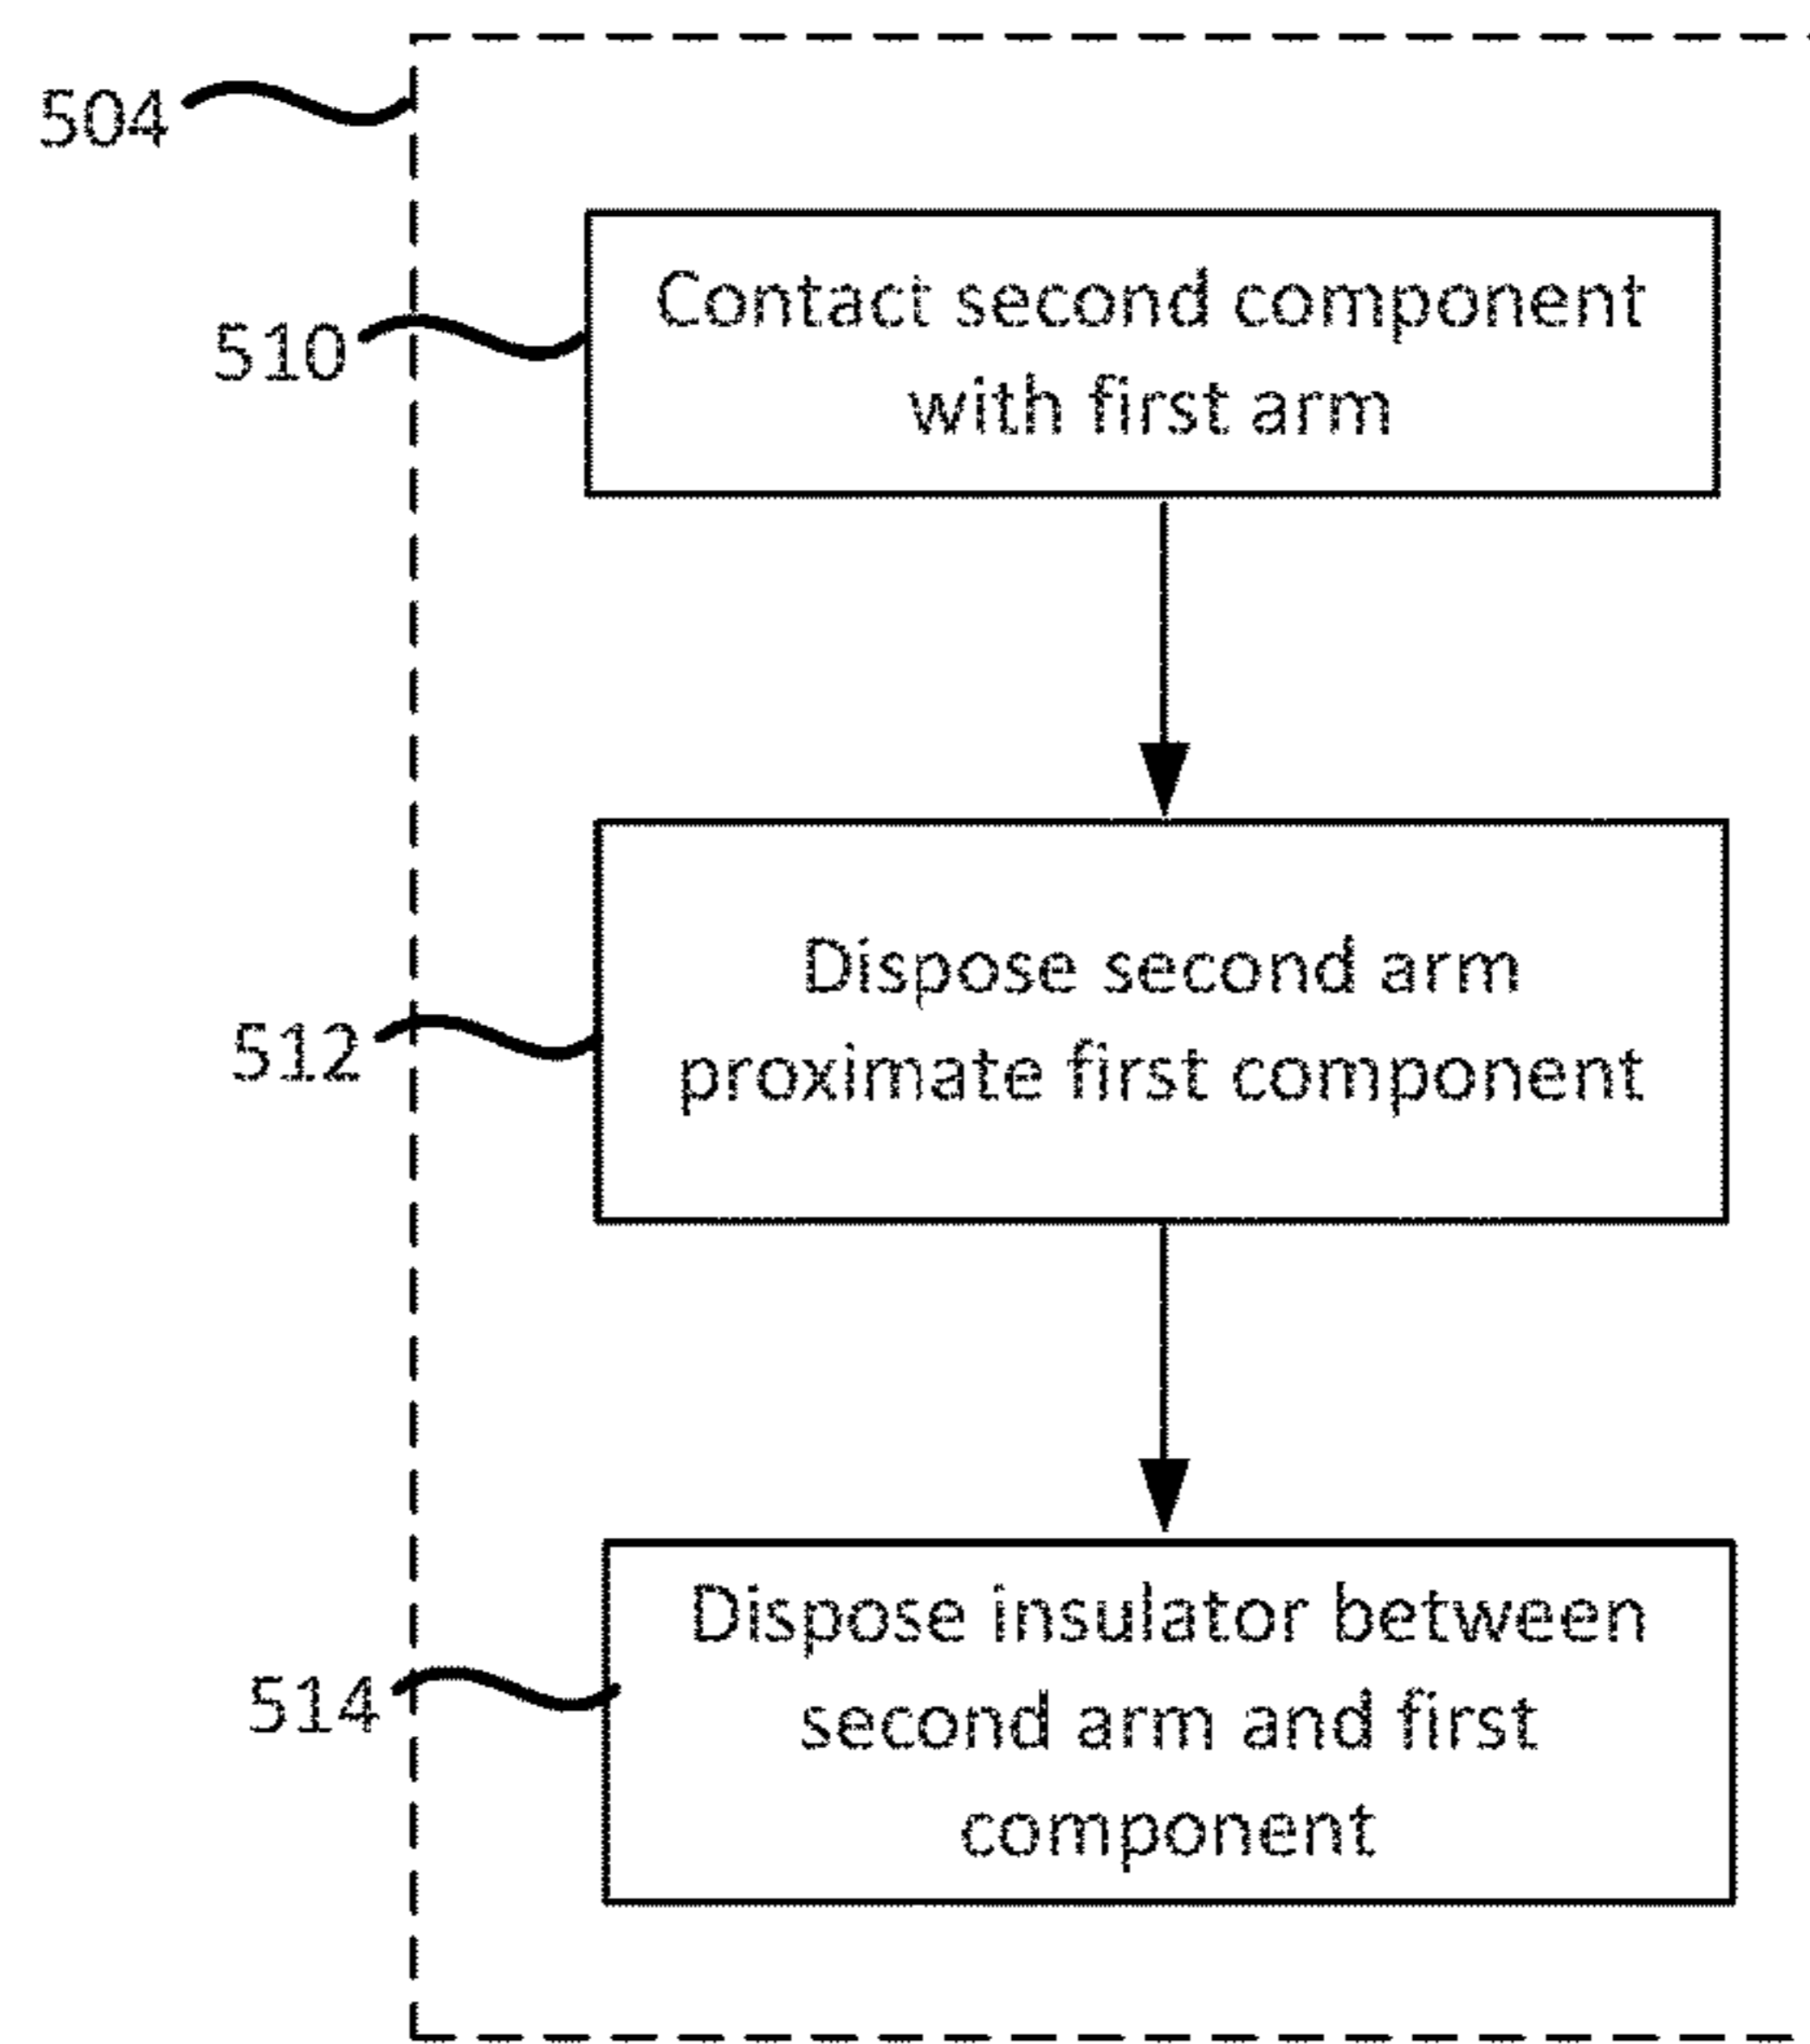 504
510
Contact second component
with first arm
512
Dispose second arm
proximate first component
514
Dispose insulator between
second arm and first
component